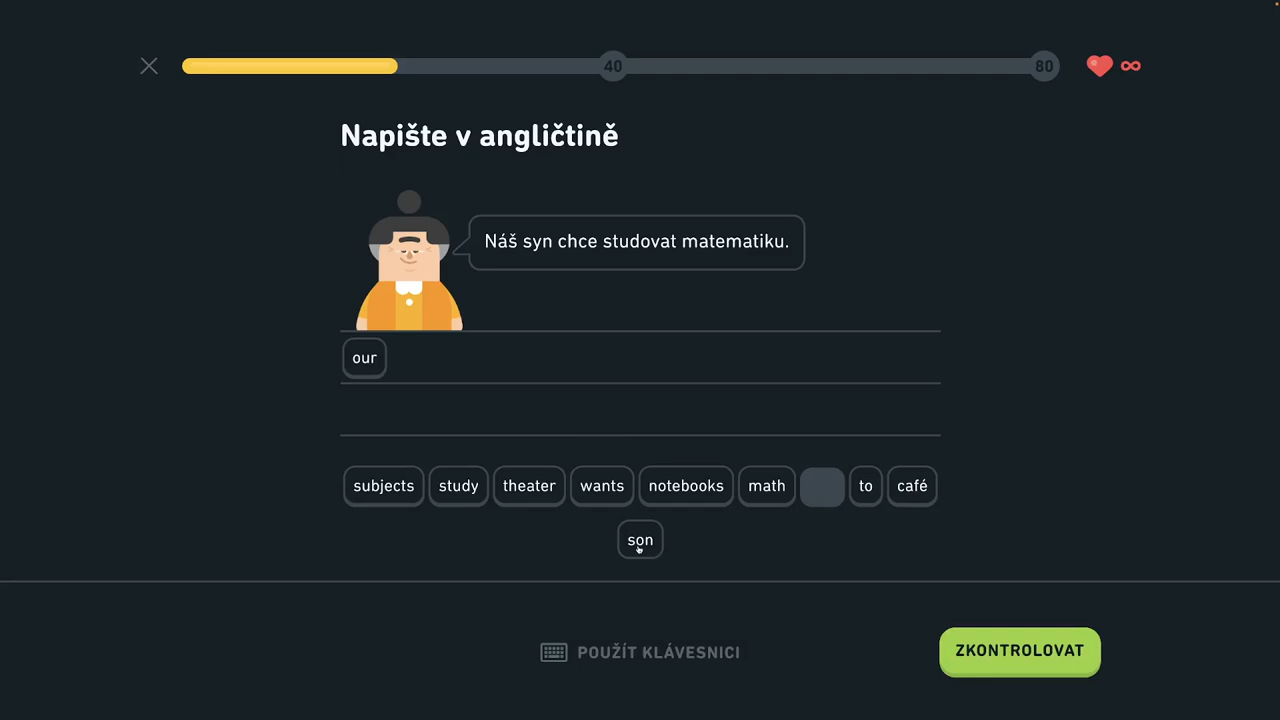 40 80 ∞
Napište v angličtině
Náš syn chce studovat matematiku.
our
subjects study theater wants notebooks math to café
son
POUŽÍT KLÁVESNICI
ZKONTROLOVAT